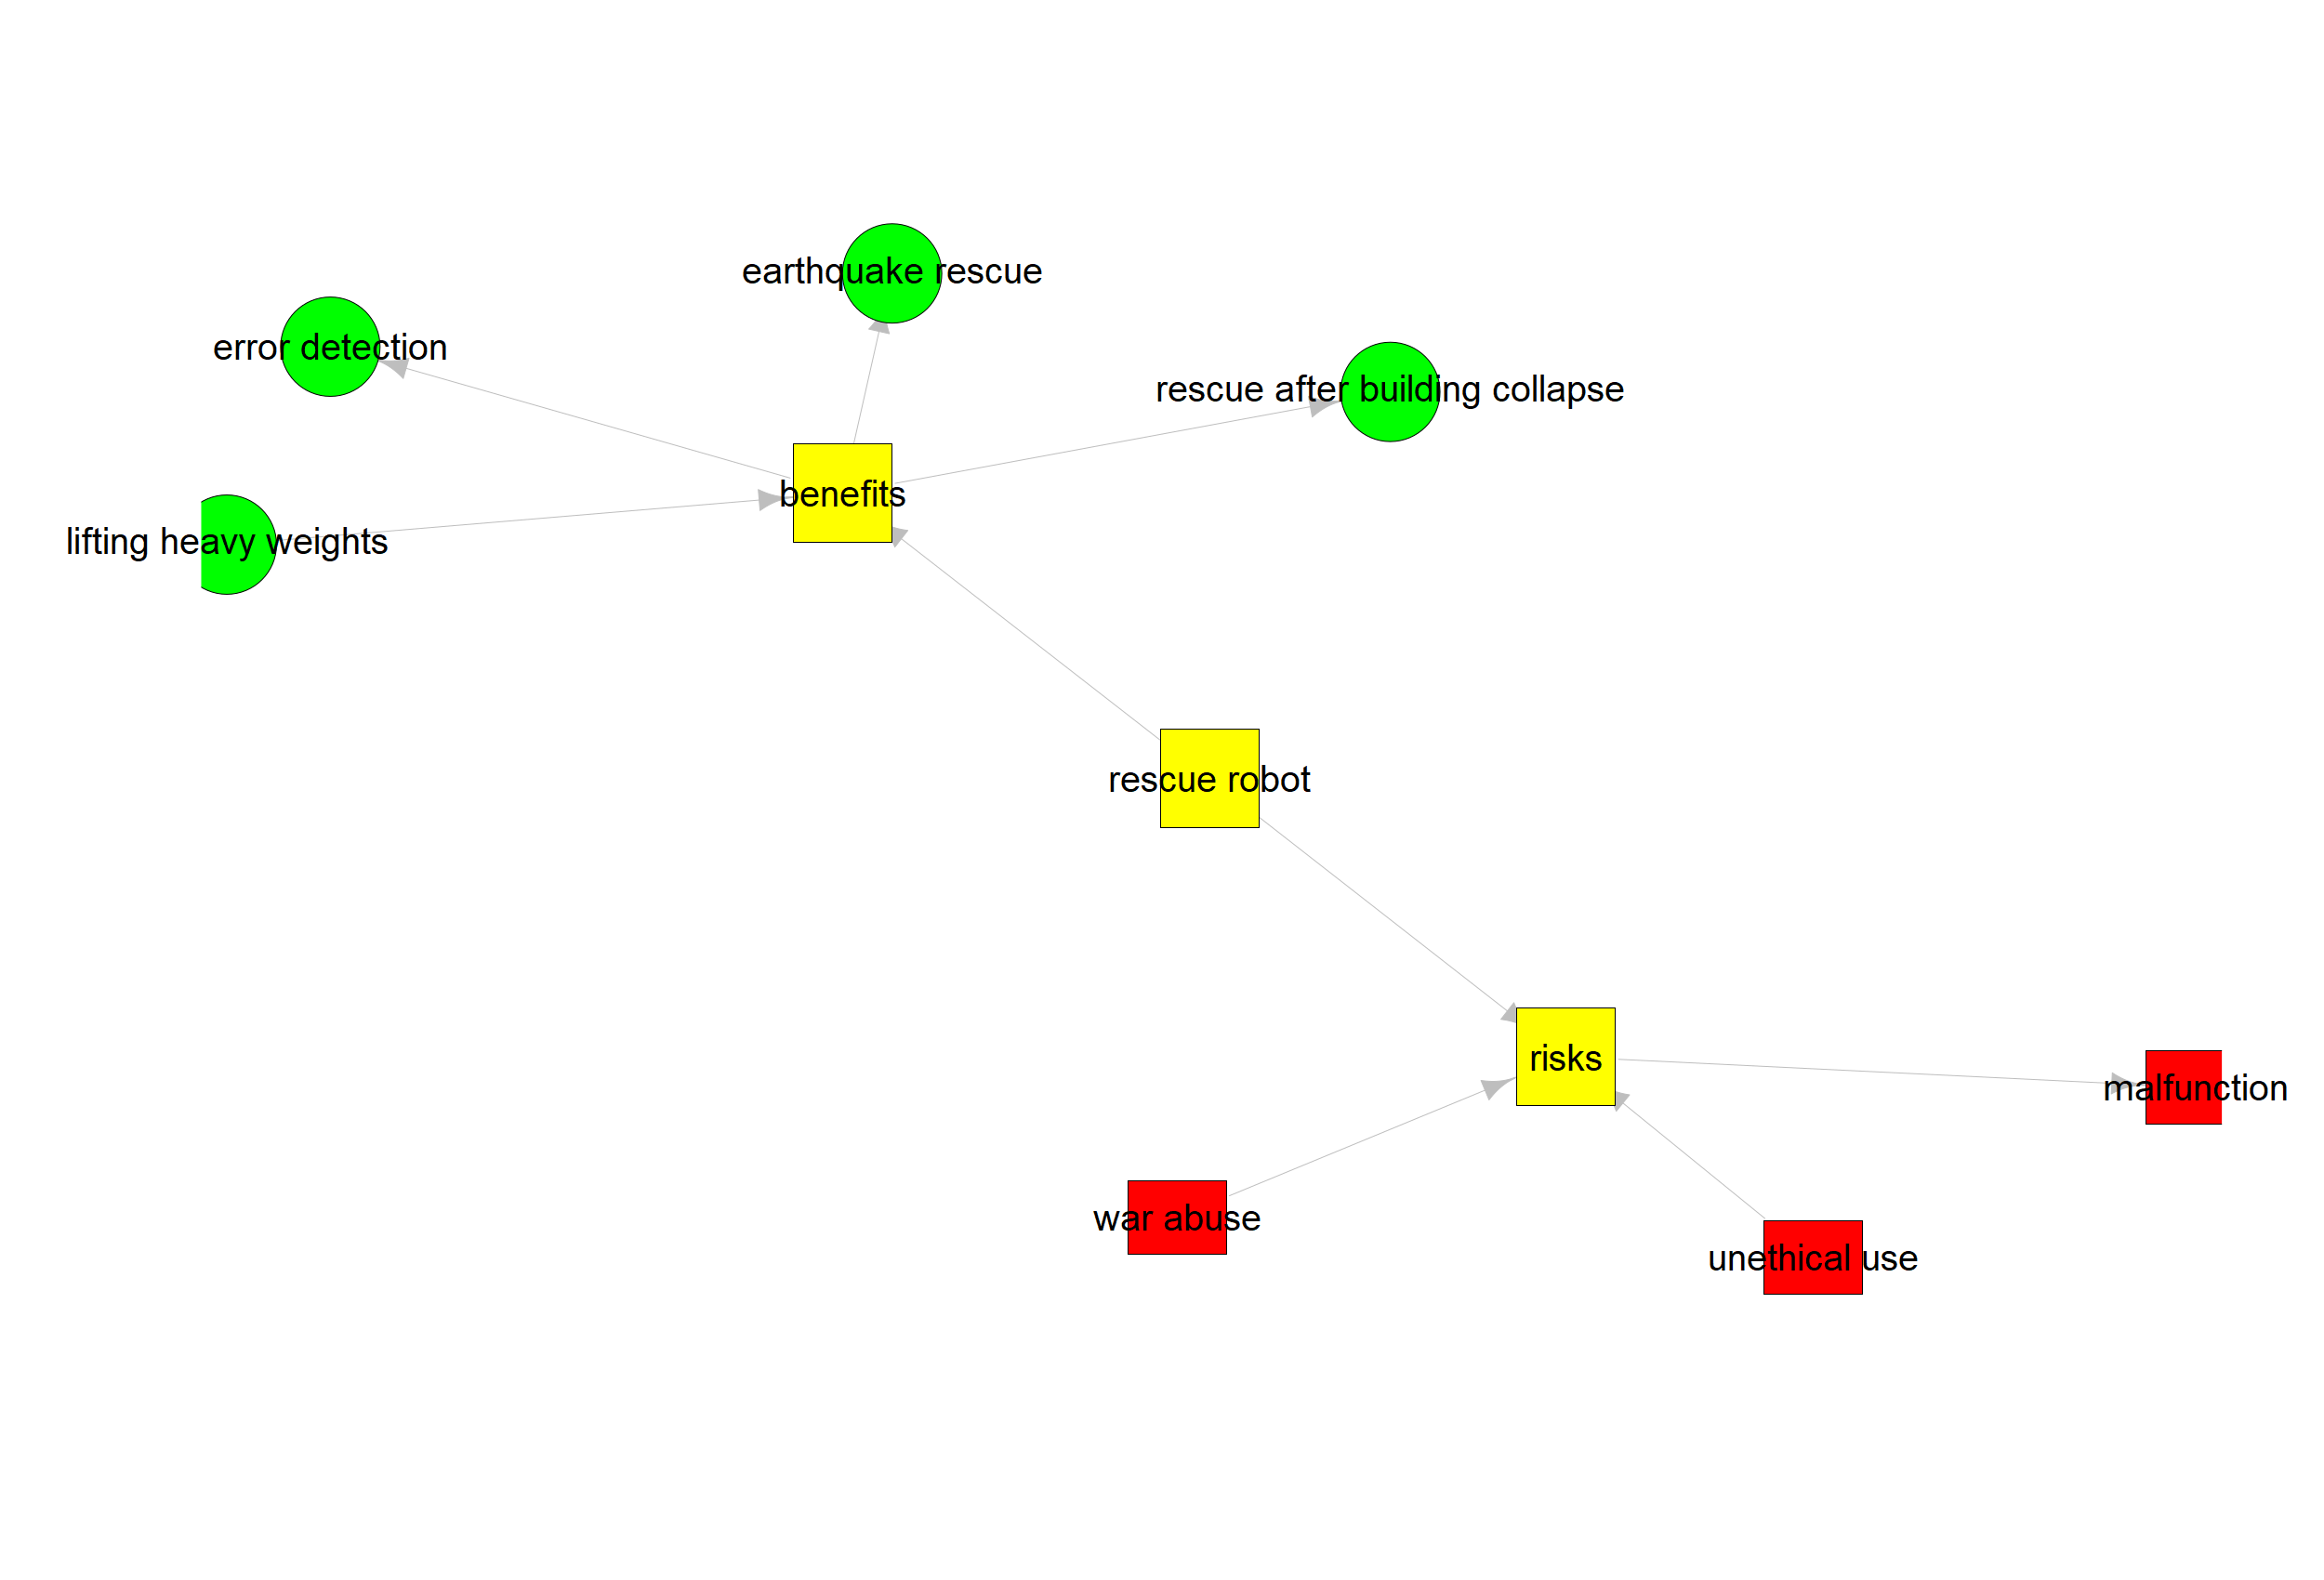 earthquake rescue
error detection
rescue after building collapse
benefits
lifting heavy weights
rescue robot
risks
malfunction
war abuse
unethical use